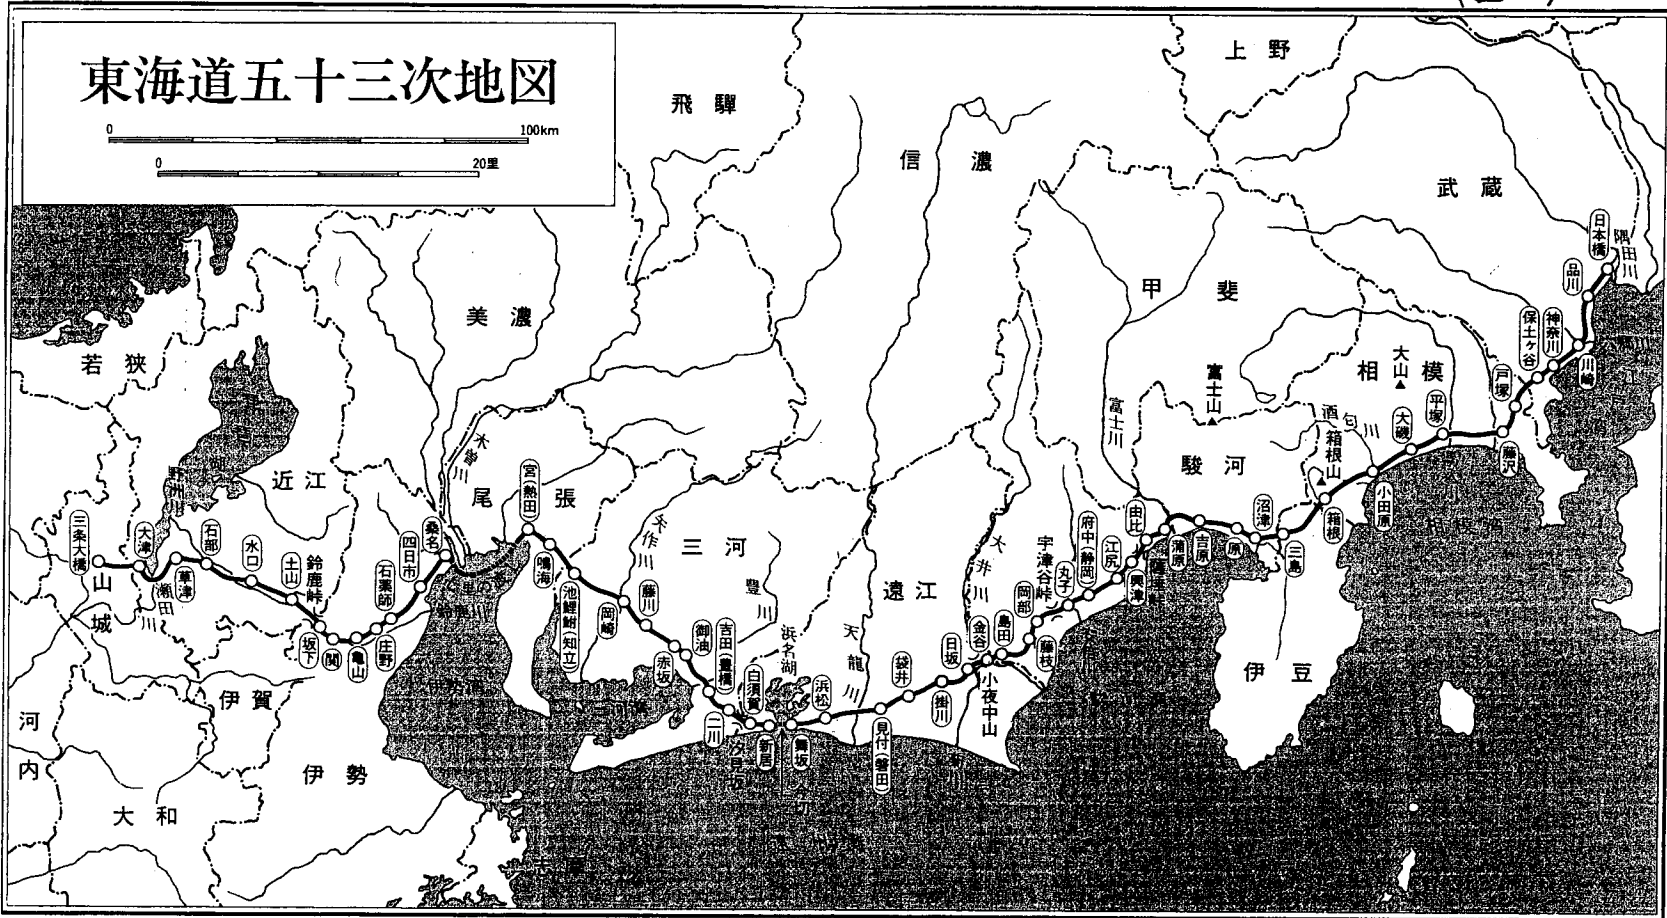 東海道五十三次地図
0 100km
0 20里
上野
飛驒
信濃
武蔵
甲斐
美濃
若狭
相模
近江
駿河
尾張
三河
遠江
伊豆
山城
伊賀
伊勢
河内
大和
隅田川
大山
富士山
富士川
酒匂川
箱根山
木曽川
野洲川
瀬田川
鈴鹿峠
矢作川
豊川
浜名湖
汐見坂
天龍川
大井川
小夜中山
宇津谷峠
薩埵峠
日本橋
品川
川崎
神奈川
保土ヶ谷
戸塚
藤沢
平塚
大磯
小田原
箱根
三島
沼津
原
吉原
蒲原
由比
興津
江尻
府中(静岡)
丸子
岡部
藤枝
島田
金谷
日坂
掛川
袋井
見付(磐田)
浜松
舞坂
新居
白須賀
二川
吉田(豊橋)
御油
赤坂
藤川
岡崎
池鯉鮒(知立)
鳴海
宮(熱田)
桑名
四日市
石薬師
庄野
亀山
関
坂下
土山
水口
石部
草津
大津
三条大橋